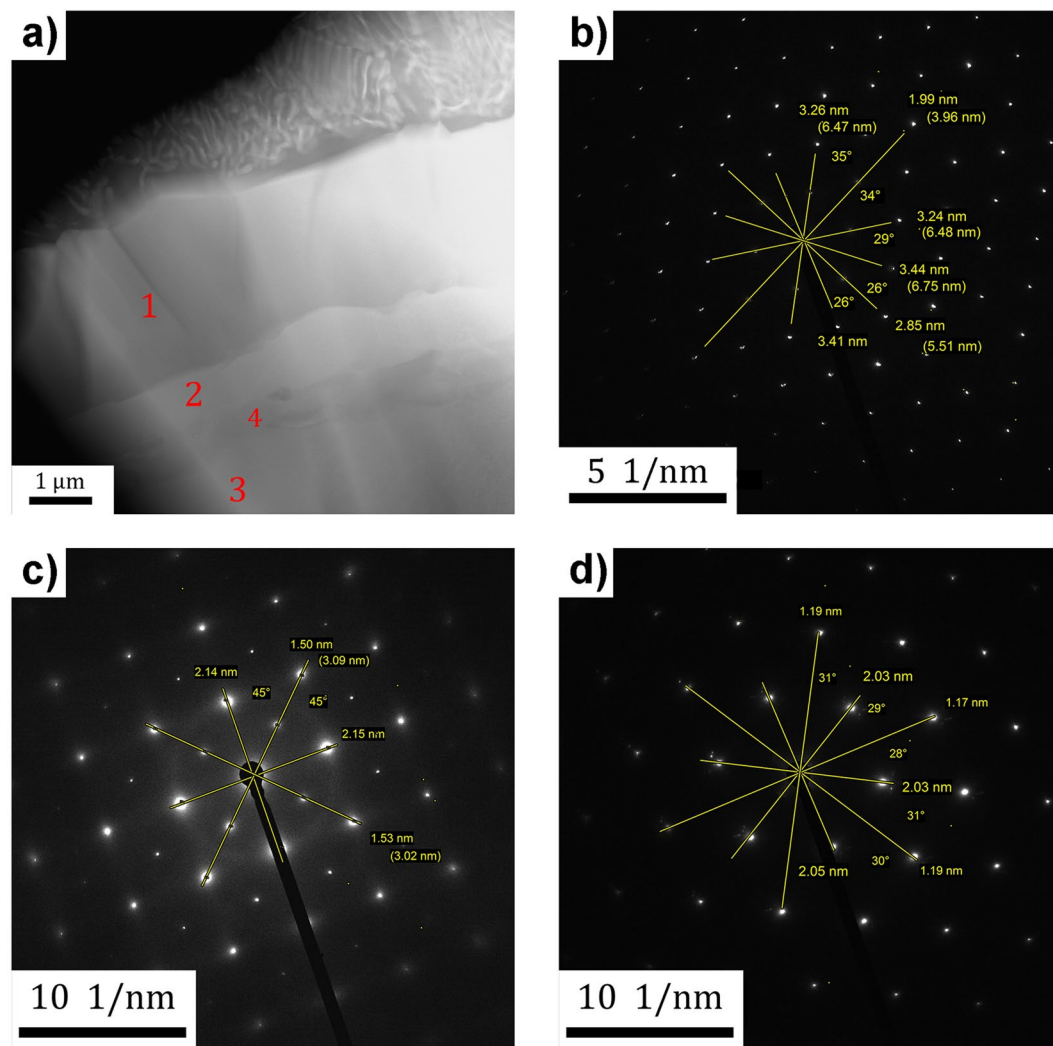 a)
1
2
4
3
1 μm
b)
3.26 nm
(6.47 nm)
1.99 nm
(3.96 nm)
35°
34°
3.24 nm
(6.48 nm)
29°
3.44 nm
(6.75 nm)
26°
26°
2.85 nm
(5.51 nm)
3.41 nm
5 1/nm
c)
1.50 nm
(3.09 nm)
2.14 nm
45°
45°
2.15 nm
1.53 nm
(3.02 nm)
10 1/nm
d)
1.19 nm
31°
2.03 nm
29°
1.17 nm
28°
2.03 nm
31°
30°
2.05 nm
1.19 nm
10 1/nm